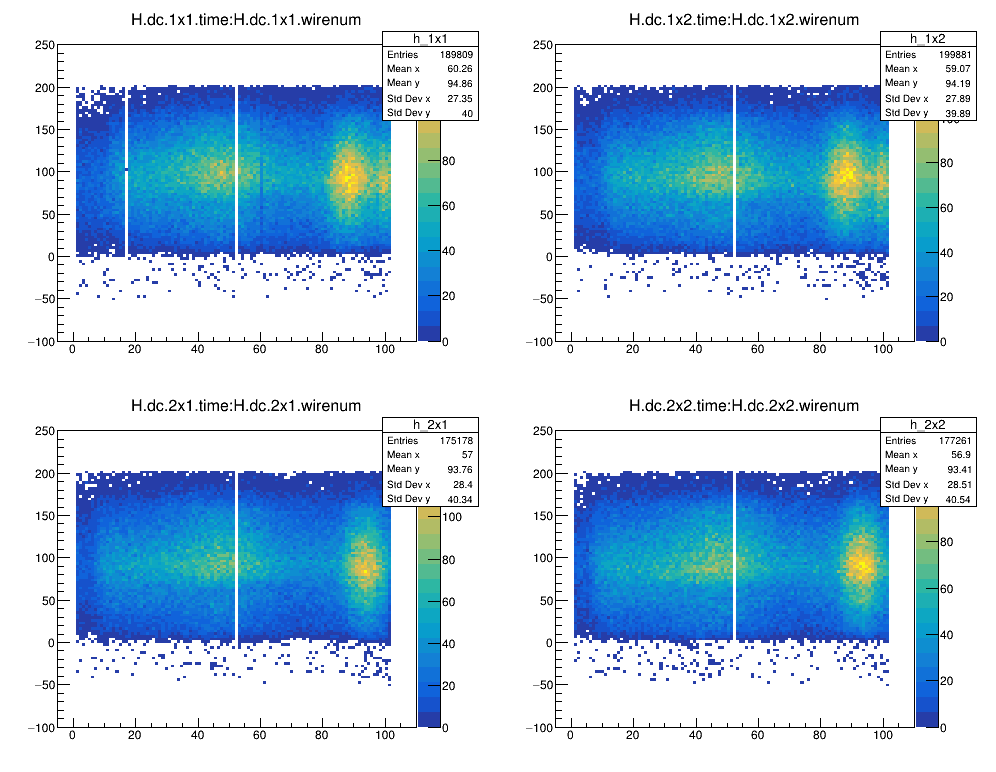 H.dc.1x1.time:H.dc.1x1.wirenum
h_1x1
Entries 189809
Mean x 60.26
Mean y 94.86
Std Dev x 27.35
Std Dev y 40
250
200
150
100
50
0
−50
−100
0 20 40 60 80 100
80
60
40
20
0
H.dc.1x2.time:H.dc.1x2.wirenum
h_1x2
Entries 199881
Mean x 59.07
Mean y 94.19
Std Dev x 27.89
Std Dev y 39.89
250
200
150
100
50
0
−50
−100
0 20 40 60 80 100
100
80
60
40
20
0
H.dc.2x1.time:H.dc.2x1.wirenum
h_2x1
Entries 175178
Mean x 57
Mean y 93.76
Std Dev x 28.4
Std Dev y 40.34
250
200
150
100
50
0
−50
−100
0 20 40 60 80 100
100
80
60
40
20
0
H.dc.2x2.time:H.dc.2x2.wirenum
h_2x2
Entries 177261
Mean x 56.9
Mean y 93.41
Std Dev x 28.51
Std Dev y 40.54
250
200
150
100
50
0
−50
−100
0 20 40 60 80 100
80
60
40
20
0